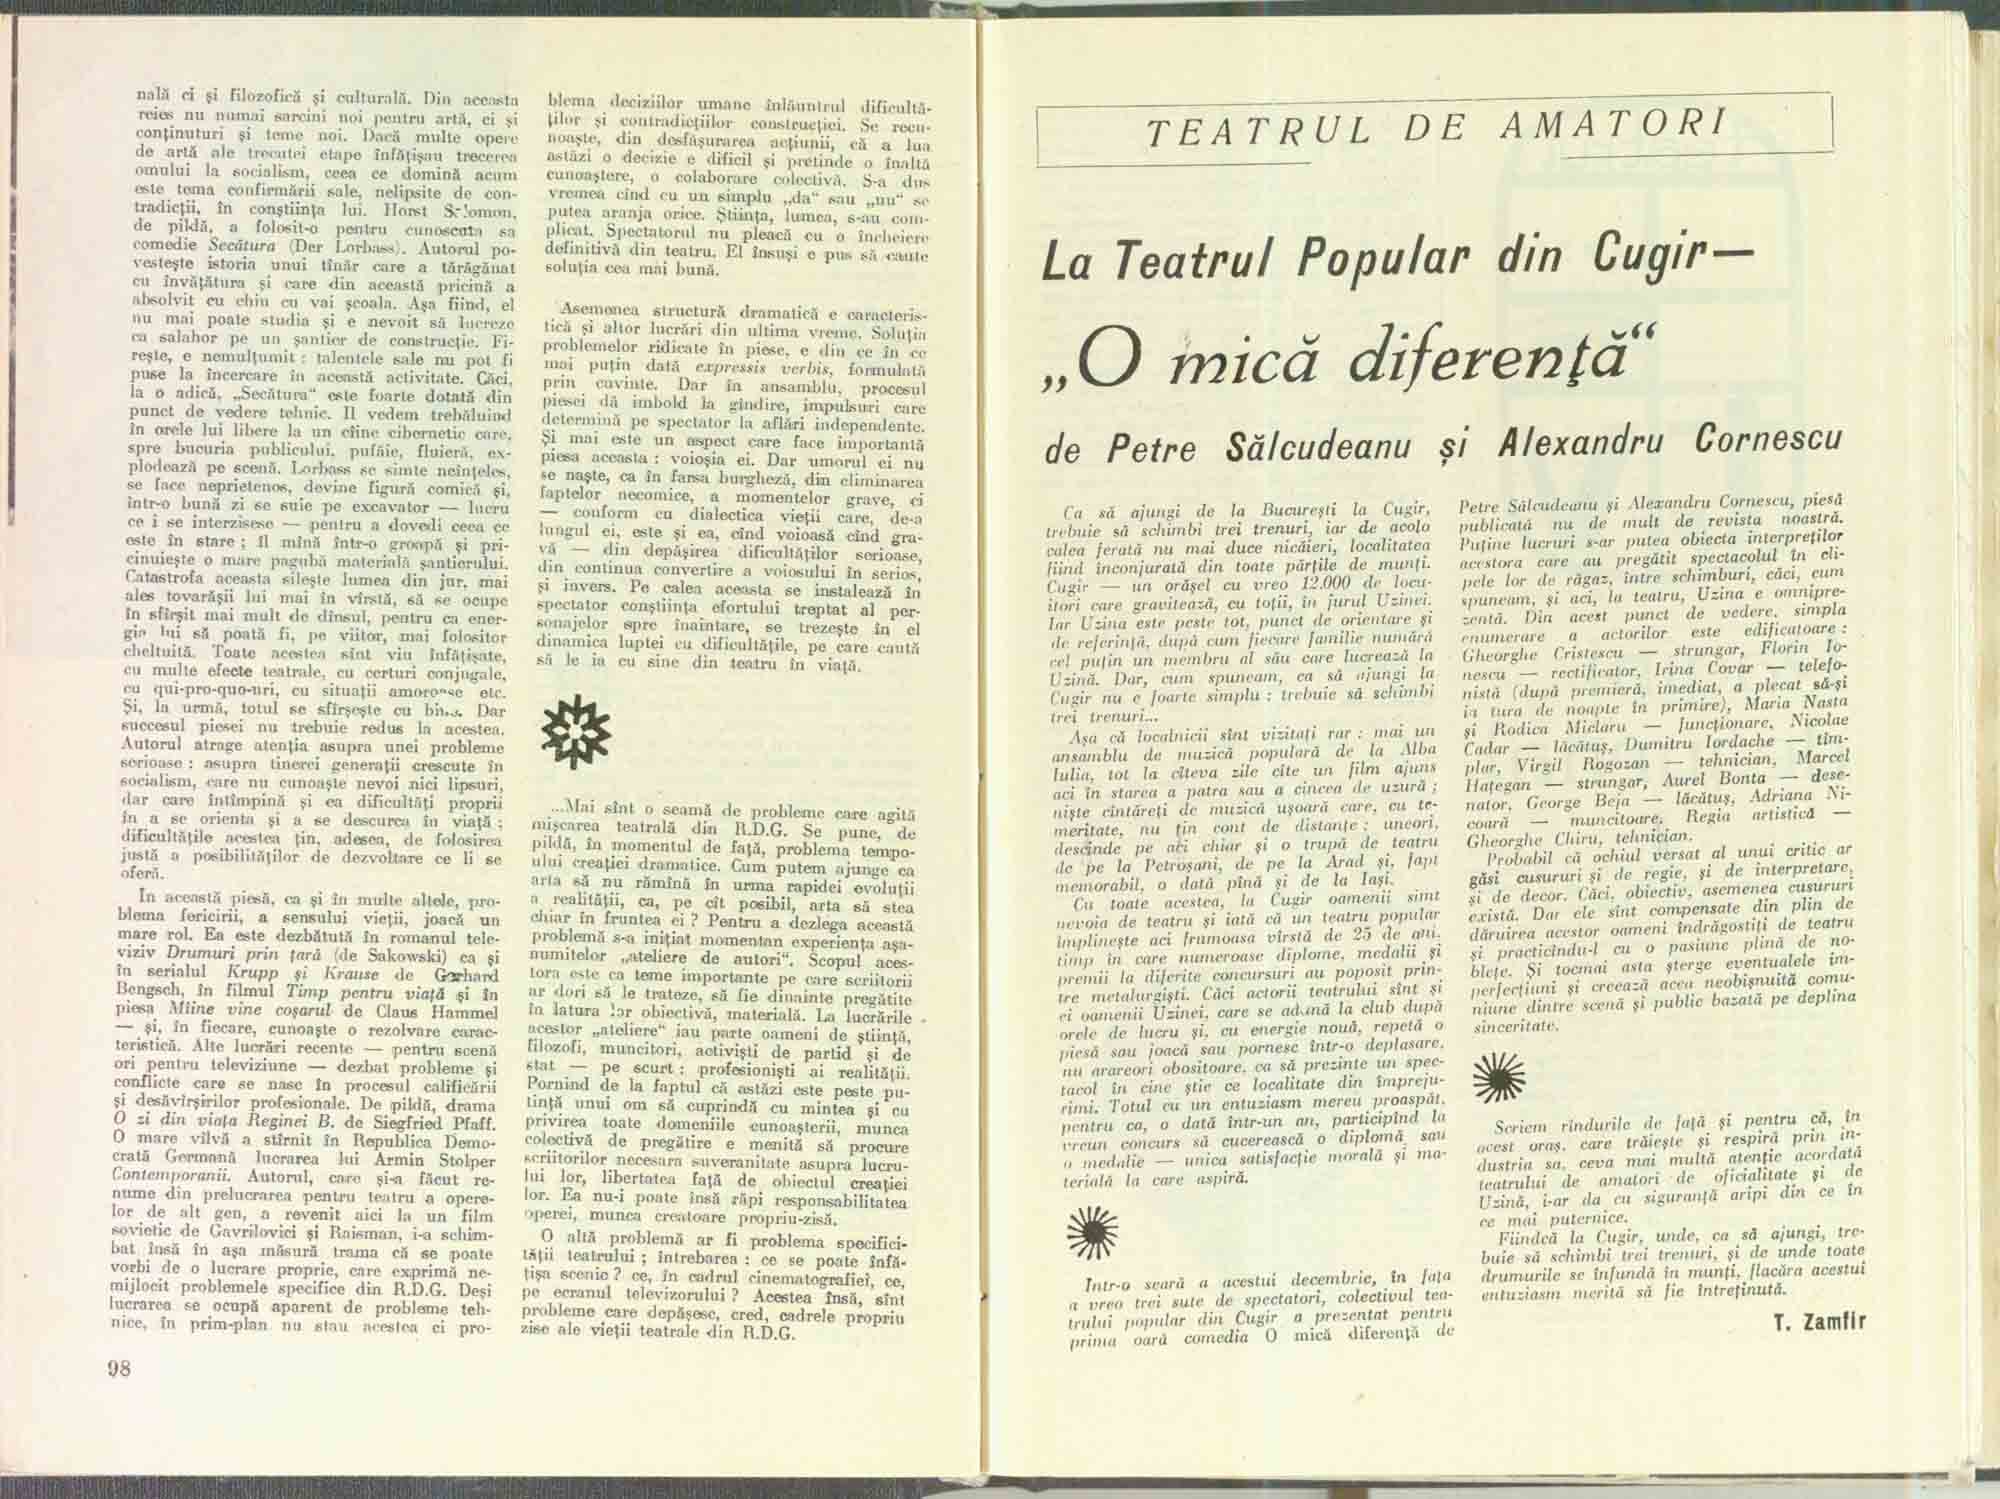 nală ci și filozofică și culturală. Din aceasta
reies nu numai sarcini noi pentru artă, ci și
conținuturi și teme noi. Dacă multe opere
de artă ale trecutei etape înfățișau trecerea
omului la socialism, ceea ce domină acum
este tema confirmării sale, nelipsite de con-
tradicții, în conștiința lui. Horst Salomon,
de pildă, a folosit-o pentru cunoscuta sa
comedie Secătura (Der Lorbass). Autorul po-
vestește istoria unui tînăr care a tărăgănat
cu învățătura și care din această pricină a
absolvit cu chiu cu vai școala. Așa fiind, el
nu mai poate studia și e nevoit să lucreze
ca salahor pe un șantier de construcție. Fi-
rește, e nemulțumit : talentele sale nu pot fi
puse la încercare în această activitate. Căci,
la o adică, „Secătura" este foarte dotată din
punct de vedere tehnic. Il vedem trebăluind
în orele lui libere la un cîine cibernetic care,
spre bucuria publicului, pufăie, fluieră, ex-
plodează pe scenă. Lorbass se simte neînțeles,
se face neprietenos, devine figură comică și,
într-o bună zi se suie pe excavator — lucru
ce i se interzisese — pentru a dovedi ceea ce
este în stare ; îl mînă într-o groapă și pri-
cinuiește o mare pagubă materială șantierului.
Catastrofa aceasta silește lumea din jur, mai
ales tovarășii lui mai în vîrstă, să se ocupe
în sfîrșit mai mult de dînsul, pentru ca ener-
gia lui să poată fi, pe viitor, mai folositor
cheltuită. Toate acestea sînt viu înfățișate,
cu multe efecte teatrale, cu certuri conjugale,
cu qui-pro-quo-uri, cu situații amoroase etc.
Și, la urmă, totul se sfîrșește cu bine. Dar
succesul piesei nu trebuie redus la acestea.
Autorul atrage atenția asupra unei probleme
serioase : asupra tinerei generații crescute în
socialism, care nu cunoaște nevoi nici lipsuri,
dar care întîmpină și ea dificultăți proprii
în a se orienta și a se descurca în viață ;
dificultățile acestea țin, adesea, de folosirea
justă a posibilităților de dezvoltare ce li se
oferă.
In această piesă, ca și în multe altele, pro-
blema fericirii, a sensului vieții, joacă un
mare rol. Ea este dezbătută în romanul tele-
viziv Drumuri prin țară (de Sakowski) ca și
în serialul Krupp și Krause de Gerhard
Bengsch, în filmul Timp pentru viață și în
piesa Mîine vine coșarul de Claus Hammel
— și, în fiecare, cunoaște o rezolvare carac-
teristică. Alte lucrări recente — pentru scenă
ori pentru televiziune — dezbat probleme și
conflicte care se nasc în procesul calificării
și desăvîrșirilor profesionale. De pildă, drama
O zi din viața Reginei B. de Siegfried Pfaff.
O mare vîlvă a stîrnit în Republica Demo-
crată Germană lucrarea lui Armin Stolper
Contemporanii. Autorul, care și-a făcut re-
nume din prelucrarea pentru teatru a opere-
lor de alt gen, a revenit aici la un film
sovietic de Gavrilovici și Raisman, i-a schim-
bat însă în așa măsură trama că se poate
vorbi de o lucrare proprie, care exprimă ne-
mijlocit problemele specifice din R.D.G. Deși
lucrarea se ocupă aparent de probleme teh-
nice, în prim-plan nu stau acestea ci pro-
98
blema deciziilor umane înlăuntrul dificultă-
ților și contradicțiilor construcției. Se recu-
noaște, din desfășurarea acțiunii, că a lua
astăzi o decizie e dificil și pretinde o înaltă
cunoaștere, o colaborare colectivă. S-a dus
vremea cînd cu un simplu „da" sau „nu" se
putea aranja orice. Știința, lumea, s-au com-
plicat. Spectatorul nu pleacă cu o încheiere
definitivă din teatru. El însuși e pus să caute
soluția cea mai bună.
Asemenea structură dramatică e caracteris-
tică și altor lucrări din ultima vreme. Soluția
problemelor ridicate în piese, e din ce în ce
mai puțin dată expressis verbis, formulată
prin cuvinte. Dar în ansamblu, procesul
piesei dă imbold la gîndire, impulsuri care
determină pe spectator la aflări independente.
Și mai este un aspect care face importantă
piesa aceasta : voioșia ei. Dar umorul ei nu
se naște, ca în farsa burgheză, din eliminarea
faptelor necomice, a momentelor grave, ci
— conform cu dialectica vieții care, de-a
lungul ei, este și ea, cînd voioasă cînd gra-
vă — din depășirea dificultăților serioase,
din continua convertire a voiosului în serios,
și invers. Pe calea aceasta se instalează în
spectator conștiința efortului treptat al per-
sonajelor spre înaintare, se trezește în el
dinamica luptei cu dificultățile, pe care caută
să le ia cu sine din teatru în viață.
...Mai sînt o seamă de probleme care agită
mișcarea teatrală din R.D.G. Se pune, de
pildă, în momentul de față, problema tempo-
ului creației dramatice. Cum putem ajunge ca
arta să nu rămînă în urma rapidei evoluții
a realității, ca, pe cît posibil, arta să stea
chiar în fruntea ei ? Pentru a dezlega această
problemă s-a inițiat momentan experiența așa-
numitelor „ateliere de autori". Scopul aces-
tora este ca teme importante pe care scriitorii
ar dori să le trateze, să fie dinainte pregătite
în latura lor obiectivă, materială. La lucrările
acestor „ateliere" iau parte oameni de știință,
filozofi, muncitori, activiști de partid și de
stat — pe scurt : profesioniști ai realității.
Pornind de la faptul că astăzi este peste pu-
tință unui om să cuprindă cu mintea și cu
privirea toate domeniile cunoașterii, munca
colectivă de pregătire e menită să procure
scriitorilor necesara suveranitate asupra lucru-
lui lor, libertatea față de obiectul creației
lor. Ea nu-i poate însă răpi responsabilitatea
operei, munca creatoare propriu-zisă.
O altă problemă ar fi problema specifici-
tății teatrului ; întrebarea : ce se poate înfă-
țișa scenic ? ce, în cadrul cinematografiei, ce,
pe ecranul televizorului ? Acestea însă, sînt
probleme care depășesc, cred, cadrele propriu
zise ale vieții teatrale din R.D.G.
TEATRUL DE AMATORI
La Teatrul Popular din Cugir—
„O mică diferență"
de Petre Sălcudeanu și Alexandru Cornescu
Ca să ajungi de la București la Cugir,
trebuie să schimbi trei trenuri, iar de acolo
calea ferată nu mai duce nicăieri, localitatea
fiind înconjurată din toate părțile de munți.
Cugir — un orășel cu vreo 12.000 de locu-
itori care gravitează, cu toții, în jurul Uzinei.
Iar Uzina este peste tot, punct de orientare și
de referință, după cum fiecare familie numără
cel puțin un membru al său care lucrează la
Uzină. Dar, cum spuneam, ca să ajungi la
Cugir nu e foarte simplu : trebuie să schimbi
trei trenuri...
Așa că localnicii sînt vizitați rar : mai un
ansamblu de muzică populară de la Alba
Iulia, tot la cîteva zile cîte un film ajuns
aci în starea a patra sau a cincea de uzură ;
niște cîntăreți de muzică ușoară care, cu te-
meritate, nu țin cont de distanțe ; uneori,
descinde pe aci chiar și o trupă de teatru
de pe la Petroșani, de pe la Arad și, fapt
memorabil, o dată pînă și de la Iași.
Cu toate acestea, la Cugir oamenii simt
nevoia de teatru și iată că un teatru popular
împlinește aci frumoasa vîrstă de 25 de ani,
timp în care numeroase diplome, medalii și
premii la diferite concursuri au poposit prin-
tre metalurgiști. Căci actorii teatrului sînt și
ei oamenii Uzinei, care se adună la club după
orele de lucru și, cu energie nouă, repetă o
piesă sau joacă sau pornesc într-o deplasare,
nu arareori obositoare, ca să prezinte un spec-
tacol în cine știe ce localitate din împreju-
rimi. Totul cu un entuziasm mereu proaspăt,
pentru ca, o dată într-un an, participînd la
vreun concurs să cucerească o diplomă sau
o medalie — unica satisfacție morală și ma-
terială la care aspiră.
Intr-o seară a acestui decembrie, în fața
a vreo trei sute de spectatori, colectivul tea-
trului popular din Cugir a prezentat pentru
prima oară comedia O mică diferență de
Petre Sălcudeanu și Alexandru Cornescu, piesă
publicată nu de mult de revista noastră.
Puține lucruri s-ar putea obiecta interpreților
acestora care au pregătit spectacolul în cli-
pele lor de răgaz, între schimburi, căci, cum
spuneam, și aci, la teatru, Uzina e omnipre-
zentă. Din acest punct de vedere, simpla
enumerare a actorilor este edificatoare :
Gheorghe Cristescu — strungar, Florin Io-
nescu — rectificator, Irina Covar — telefo-
nistă (după premieră, imediat, a plecat să-și
ia tura de noapte în primire), Maria Nasta
și Rodica Miclaru — funcționare, Nicolae
Cadar — lăcătuș, Dumitru Iordache — tîm-
plar, Virgil Rogozan — tehnician, Marcel
Hațegan — strungar, Aurel Bonta — dese-
nator, George Beja — lăcătuș, Adriana Ni-
coară — muncitoare. Regia artistică —
Gheorghe Chiru, tehnician.
Probabil că ochiul versat al unui critic ar
găsi cusururi și de regie, și de interpretare,
și de decor. Căci, obiectiv, asemenea cusururi
există. Dar ele sînt compensate din plin de
dăruirea acestor oameni îndrăgostiți de teatru
și practicîndu-l cu o pasiune plină de no-
blețe. Și tocmai asta șterge eventualele im-
perfecțiuni și creează acea neobișnuită comu-
niune dintre scenă și public bazată pe deplina
sinceritate.
Scriem rîndurile de față și pentru că, în
acest oraș, care trăiește și respiră prin in-
dustria sa, ceva mai multă atenție acordată
teatrului de amatori de oficialitate și de
Uzină, i-ar da cu siguranță aripi din ce în
ce mai puternice.
Fiindcă la Cugir, unde, ca să ajungi, tre-
buie să schimbi trei trenuri, și de unde toate
drumurile se înfundă în munți, flacăra acestui
entuziasm merită să fie întreținută.
T. Zamfir